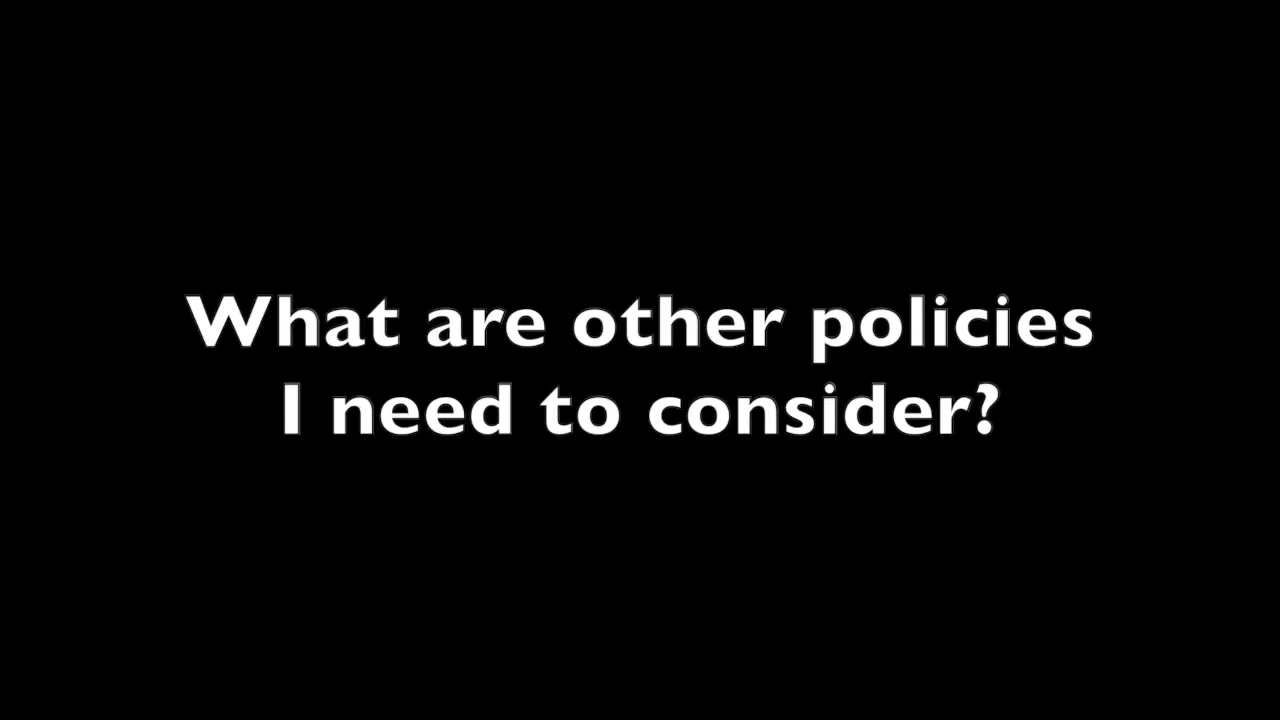 What are other policies
I need to consider?